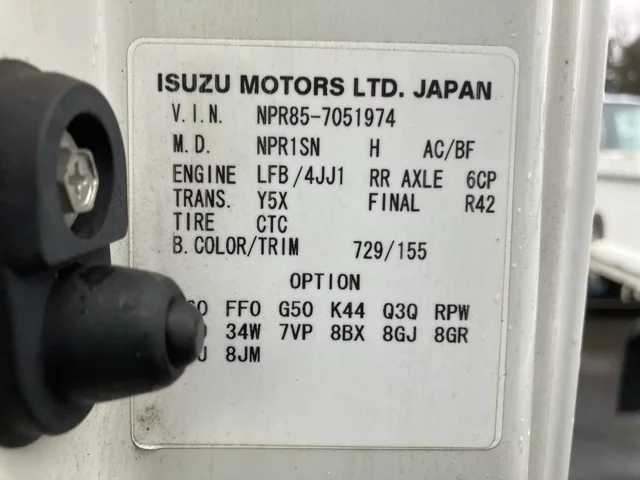 ISUZU MOTORS LTD. JAPAN
V.I.N. NPR85-7051974
M.D. NPR1SN H AC/BF
ENGINE LFB/4JJ1 RR AXLE 6CP
TRANS. Y5X FINAL R42
TIRE CTC
B.COLOR/TRIM 729/155
OPTION
FF0 G50 K44 Q3Q RPW
34W 7VP 8BX 8GJ 8GR
8JM